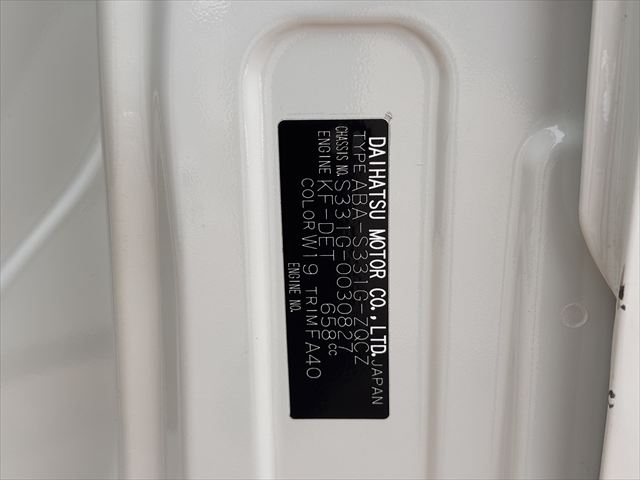 DAIHATSU MOTOR CO.,LTD. JAPAN
TYPE ABA-S331G-ZQCZ
CHASSIS NO. S331G-0030827
ENGINE KF-DET 658cc
COLOR W19 TRIM FA40
ENGINE NO.